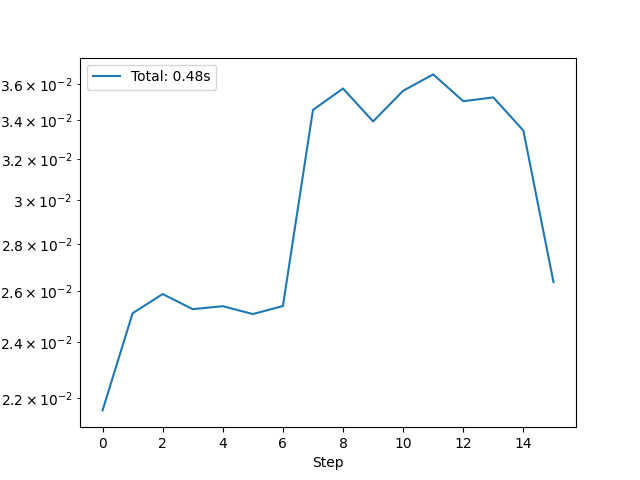 Total: 0.48s
3.6 × 10⁻²
3.4 × 10⁻²
3.2 × 10⁻²
3 × 10⁻²
2.8 × 10⁻²
2.6 × 10⁻²
2.4 × 10⁻²
2.2 × 10⁻²
0 2 4 6 8 10 12 14
Step